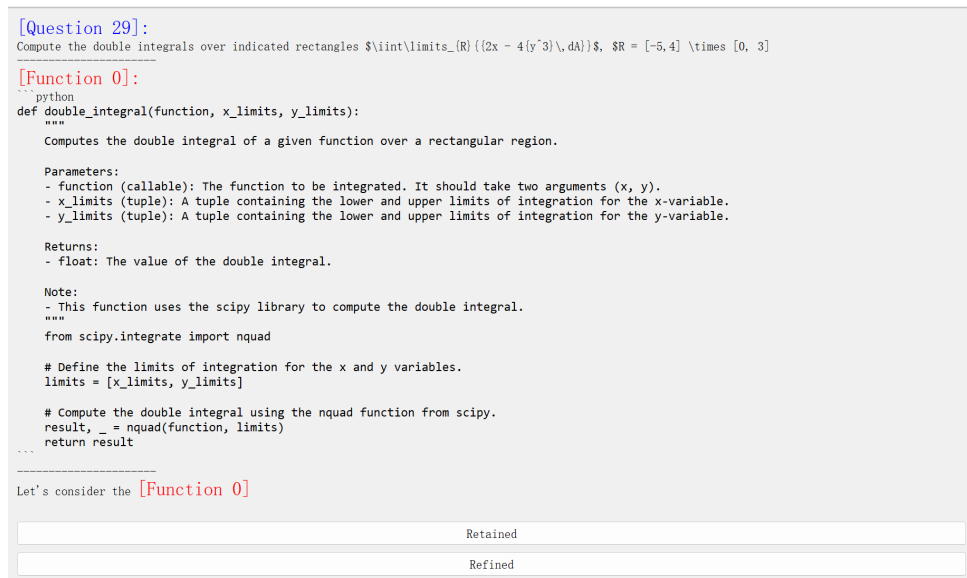 [Question 29]:
Compute the double integrals over indicated rectangles $\iint\limits_{R}{{2x - 4{y^3}\,dA}}$, $R = [-5,4] \times [0, 3]
----------------------
[Function 0]:
```python
def double_integral(function, x_limits, y_limits):
"""
Computes the double integral of a given function over a rectangular region.
Parameters:
- function (callable): The function to be integrated. It should take two arguments (x, y).
- x_limits (tuple): A tuple containing the lower and upper limits of integration for the x-variable.
- y_limits (tuple): A tuple containing the lower and upper limits of integration for the y-variable.
Returns:
- float: The value of the double integral.
Note:
- This function uses the scipy library to compute the double integral.
"""
from scipy.integrate import nquad
# Define the limits of integration for the x and y variables.
limits = [x_limits, y_limits]
# Compute the double integral using the nquad function from scipy.
result, _ = nquad(function, limits)
return result
```
----------------------
Let's consider the [Function 0]
Retained
Refined